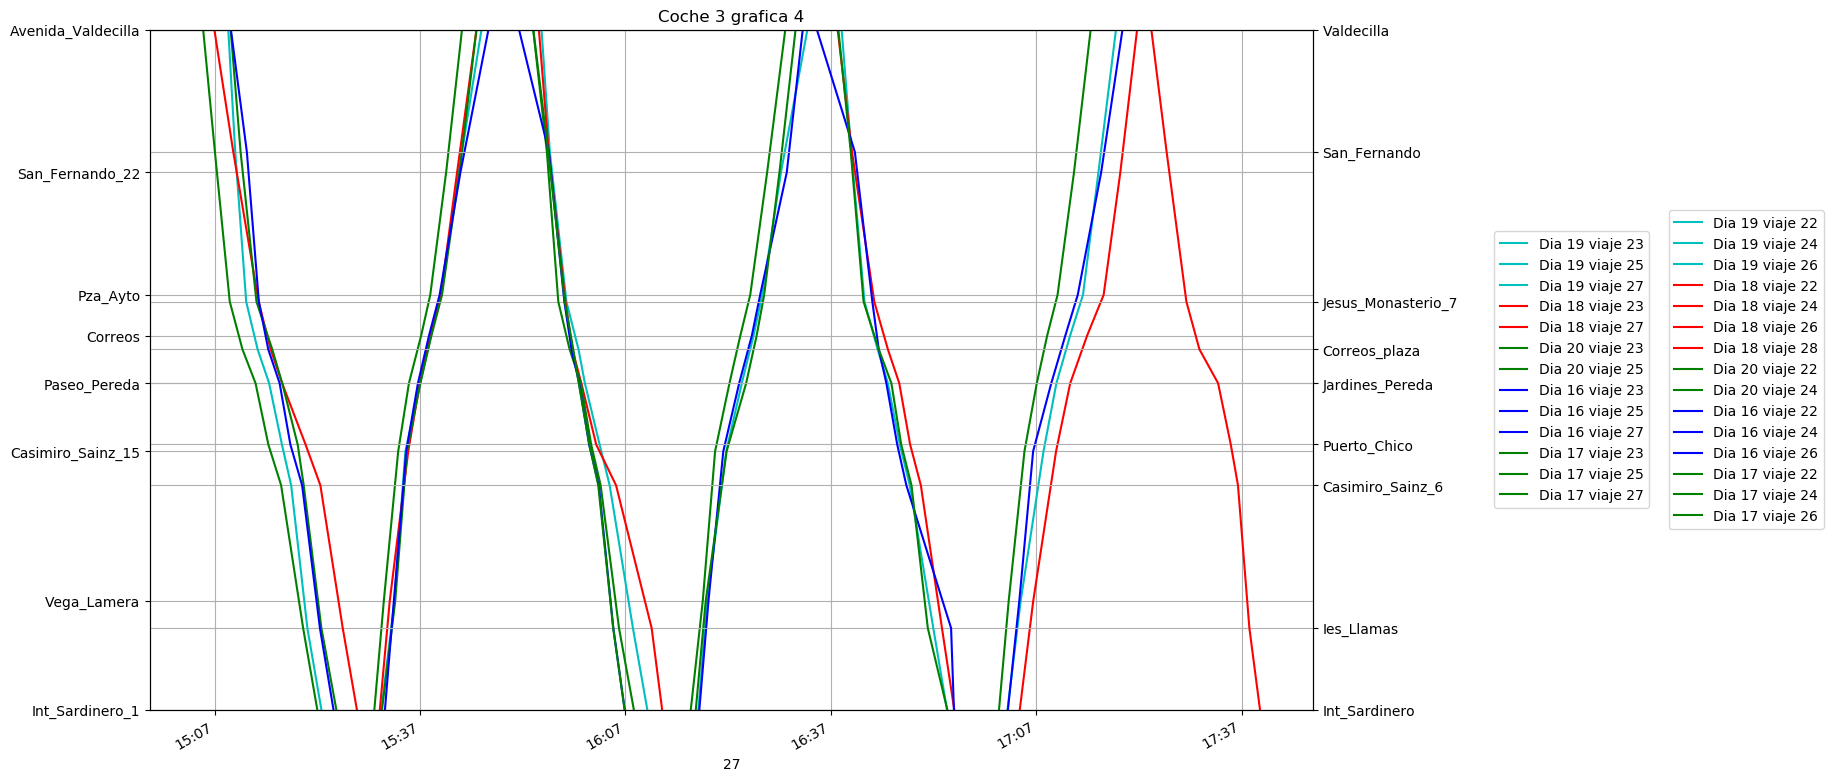 Coche 3 grafica 4
Avenida_Valdecilla
San_Fernando_22
Pza_Ayto
Correos
Paseo_Pereda
Casimiro_Sainz_15
Vega_Lamera
Int_Sardinero_1
Valdecilla
San_Fernando
Jesus_Monasterio_7
Correos_plaza
Jardines_Pereda
Puerto_Chico
Casimiro_Sainz_6
Ies_Llamas
Int_Sardinero
15:07
15:37
16:07
16:37
17:07
17:37
27
Dia 19 viaje 23
Dia 19 viaje 25
Dia 19 viaje 27
Dia 18 viaje 23
Dia 18 viaje 27
Dia 20 viaje 23
Dia 20 viaje 25
Dia 16 viaje 23
Dia 16 viaje 25
Dia 16 viaje 27
Dia 17 viaje 23
Dia 17 viaje 25
Dia 17 viaje 27
Dia 19 viaje 22
Dia 19 viaje 24
Dia 19 viaje 26
Dia 18 viaje 22
Dia 18 viaje 24
Dia 18 viaje 26
Dia 18 viaje 28
Dia 20 viaje 22
Dia 20 viaje 24
Dia 16 viaje 22
Dia 16 viaje 24
Dia 16 viaje 26
Dia 17 viaje 22
Dia 17 viaje 24
Dia 17 viaje 26